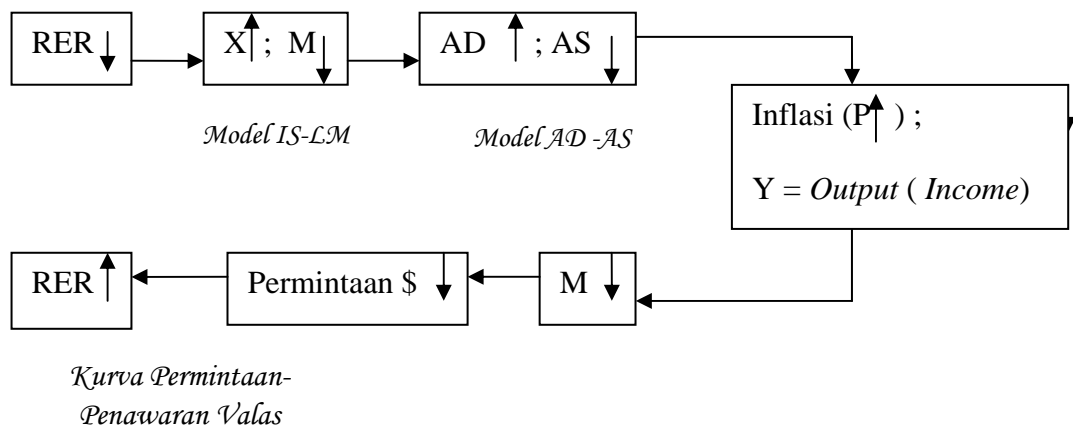 RER
X ; M
AD ; AS
Model IS-LM
Model AD -AS
Inflasi (P ) ;
Y = Output ( Income)
RER
Permintaan $
M
Kurva Permintaan-
Penawaran Valas